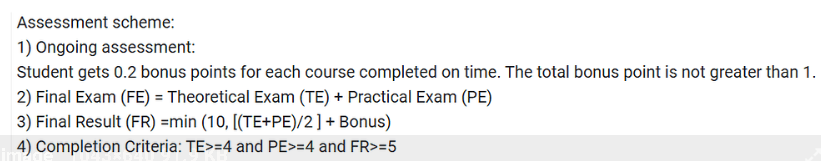 Assessment scheme:
1) Ongoing assessment:
Student gets 0.2 bonus points for each course completed on time. The total bonus point is not greater than 1.
2) Final Exam (FE) = Theoretical Exam (TE) + Practical Exam (PE)
3) Final Result (FR) =min (10, [(TE+PE)/2 ] + Bonus)
4) Completion Criteria: TE>=4 and PE>=4 and FR>=5